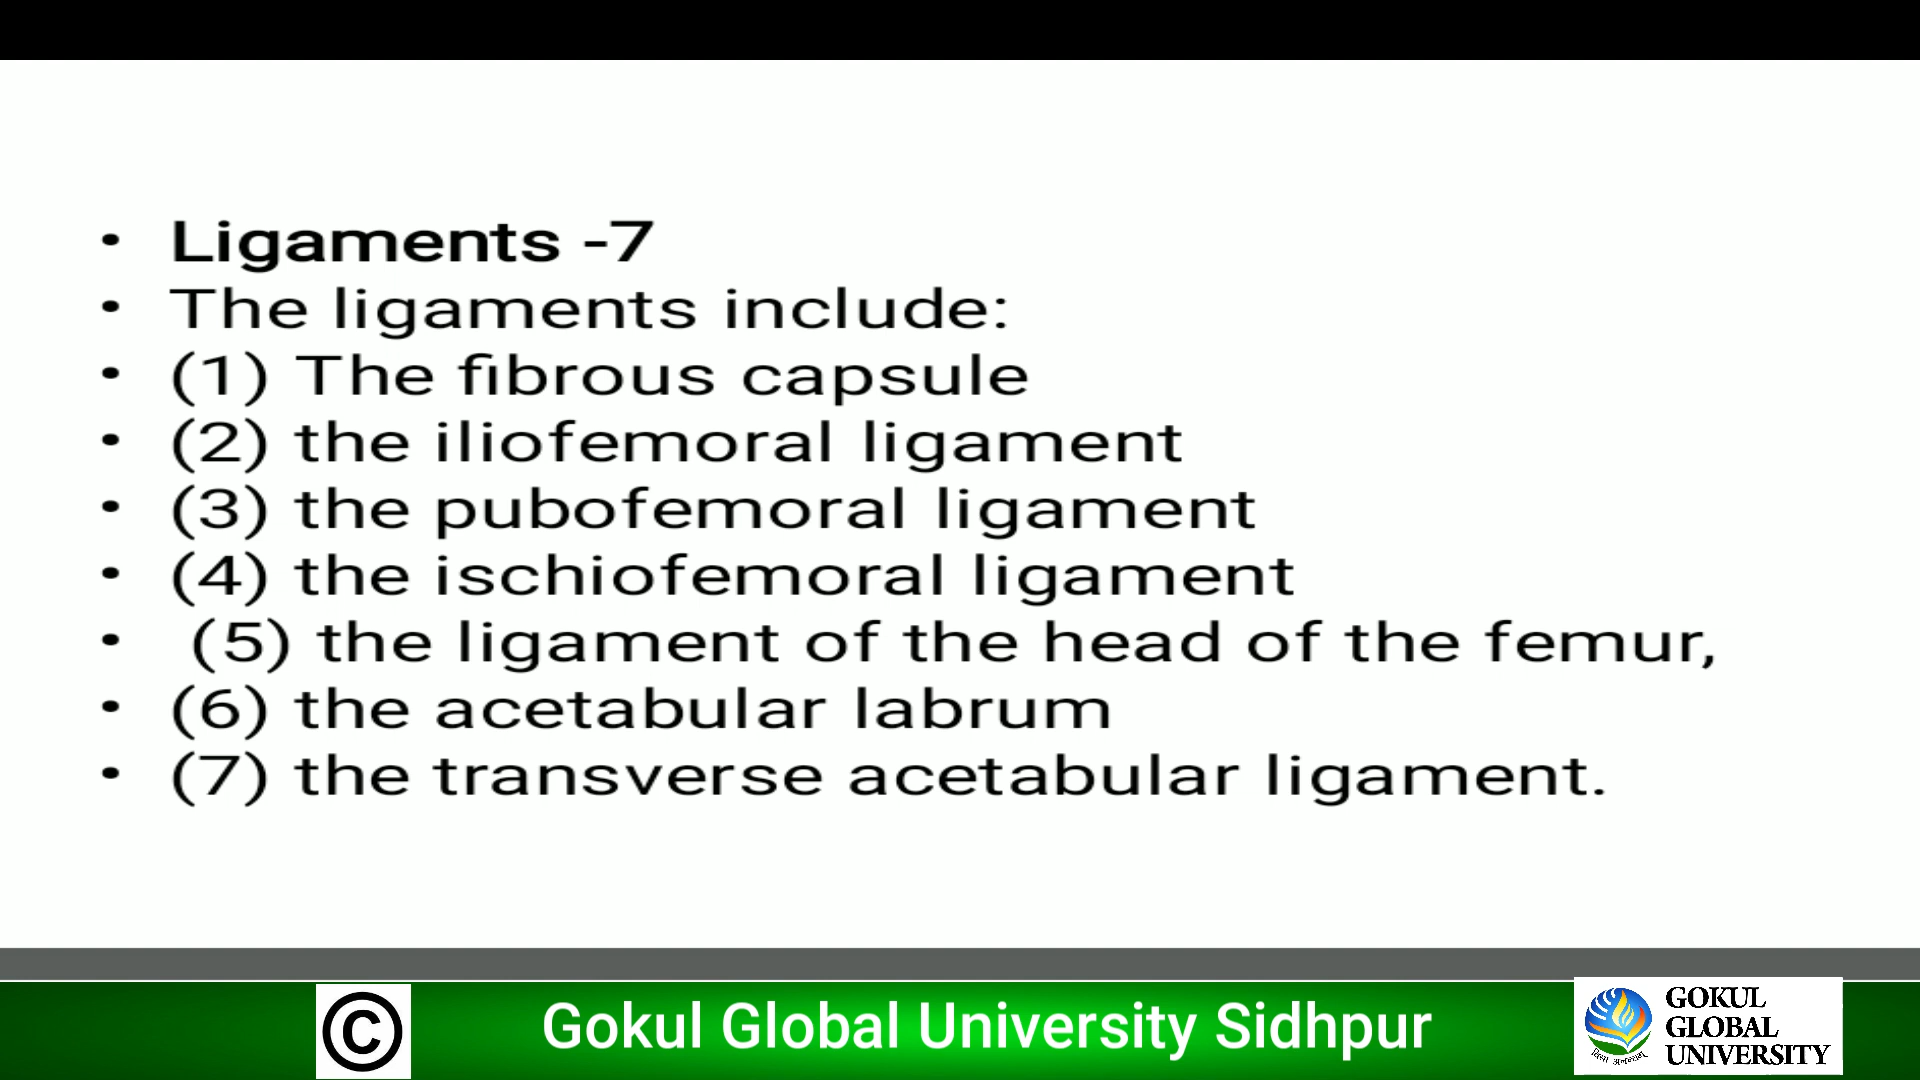 • Ligaments -7
• The ligaments include:
• (1) The fibrous capsule
• (2) the iliofemoral ligament
• (3) the pubofemoral ligament
• (4) the ischiofemoral ligament
• (5) the ligament of the head of the femur,
• (6) the acetabular labrum
• (7) the transverse acetabular ligament.
© Gokul Global University Sidhpur
GOKUL
GLOBAL
UNIVERSITY